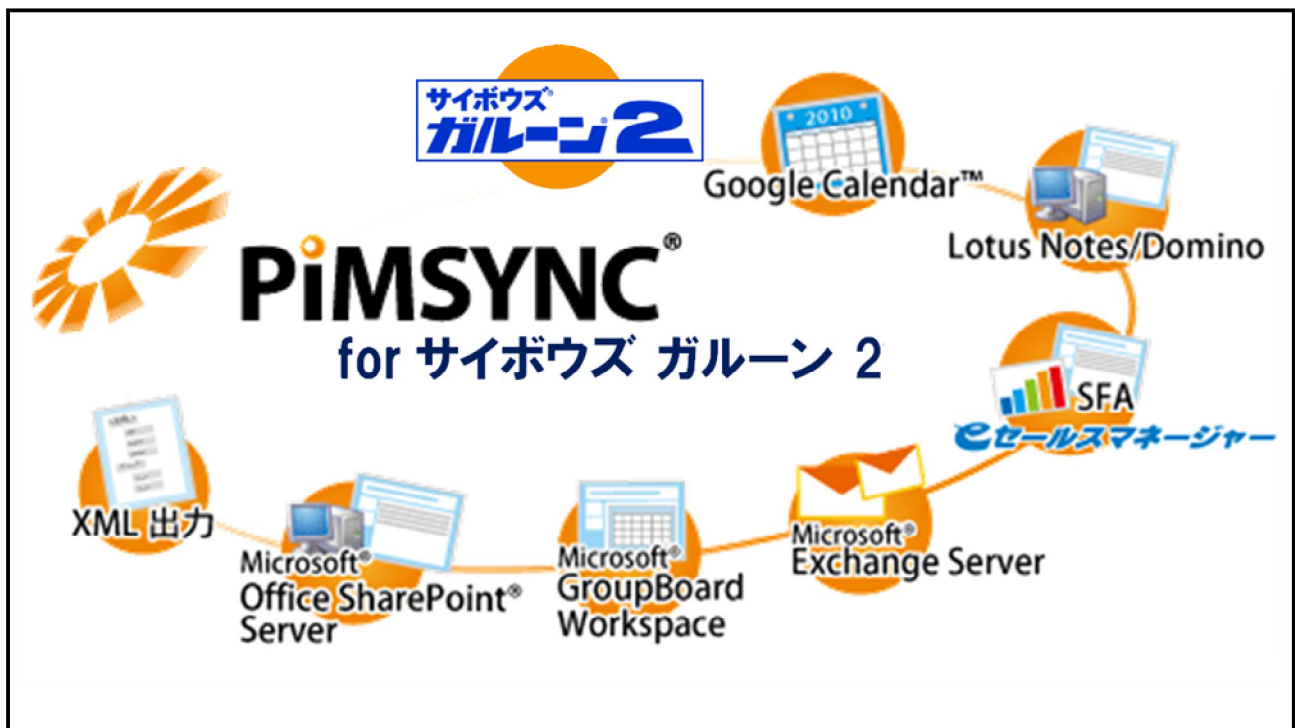 サイボウズ®
ガルーン®2
2010
Google Calendar™
Lotus Notes/Domino
PiMSYNC®
for サイボウズ ガルーン 2
SFA
eセールスマネージャー
XML 出力
Microsoft®
Office SharePoint®
Server
Microsoft®
GroupBoard
Workspace
Microsoft®
Exchange Server